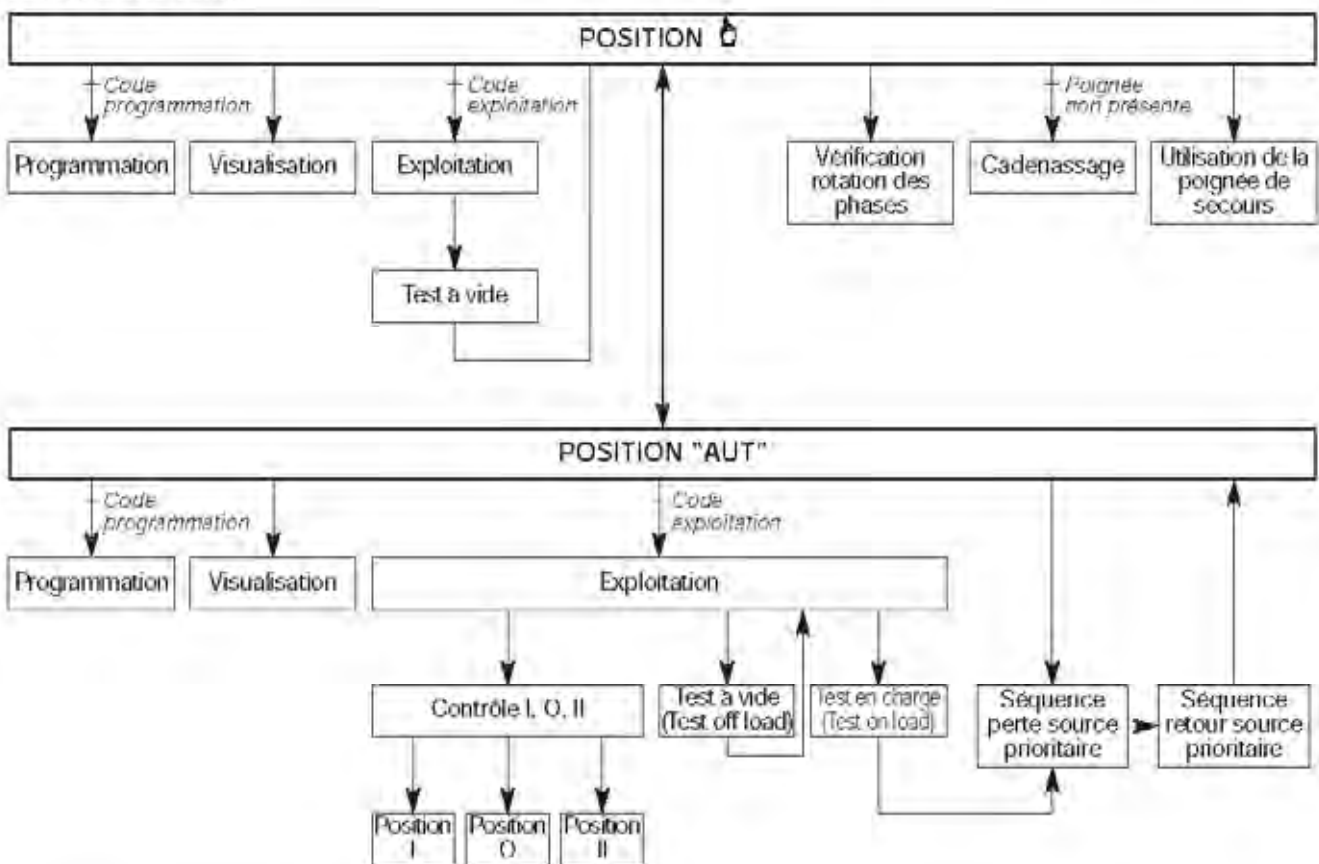 POSITION
Code
programmation
Code
exploitation
Poignée
non présente
Programmation
Visualisation
Exploitation
Vérification
rotation des
phases
Cadenassage
Utilisation de la
poignée de
secours
Test à vide
POSITION "AUT"
Code
programmation
Code
exploitation
Programmation
Visualisation
Exploitation
Contrôle I, O, II
Test à vide
(Test off load)
Test en charge
(Test on load)
Séquence
perte source
prioritaire
Séquence
retour source
prioritaire
Position
I
Position
O
Position
II